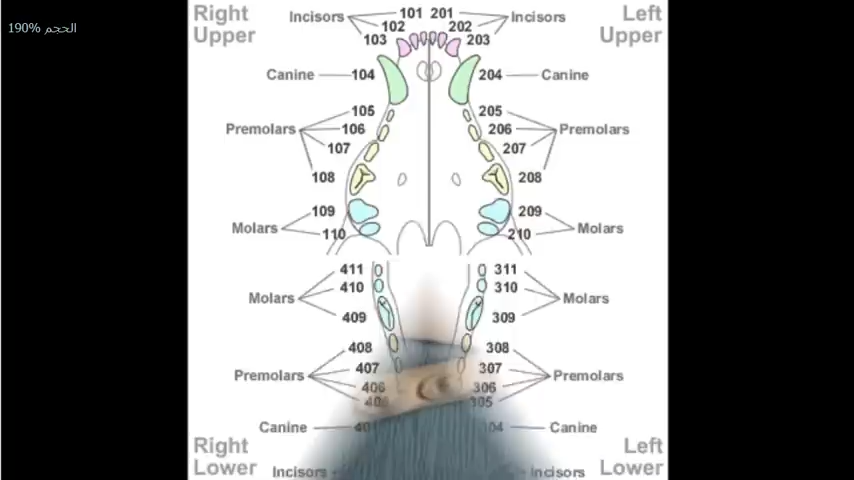 الحجم %190
Right Upper
Left Upper
Incisors 101 201 Incisors
102 202
103 203
Canine 104 204 Canine
105 205
Premolars 106 206 Premolars
107 207
108 208
109 209
Molars Molars
110 210
411 311
410 310
Molars Molars
409 309
408 308
407 307
Premolars Premolars
406 306
305
Canine Canine
Right Lower
Left Lower
Incisors Incisors